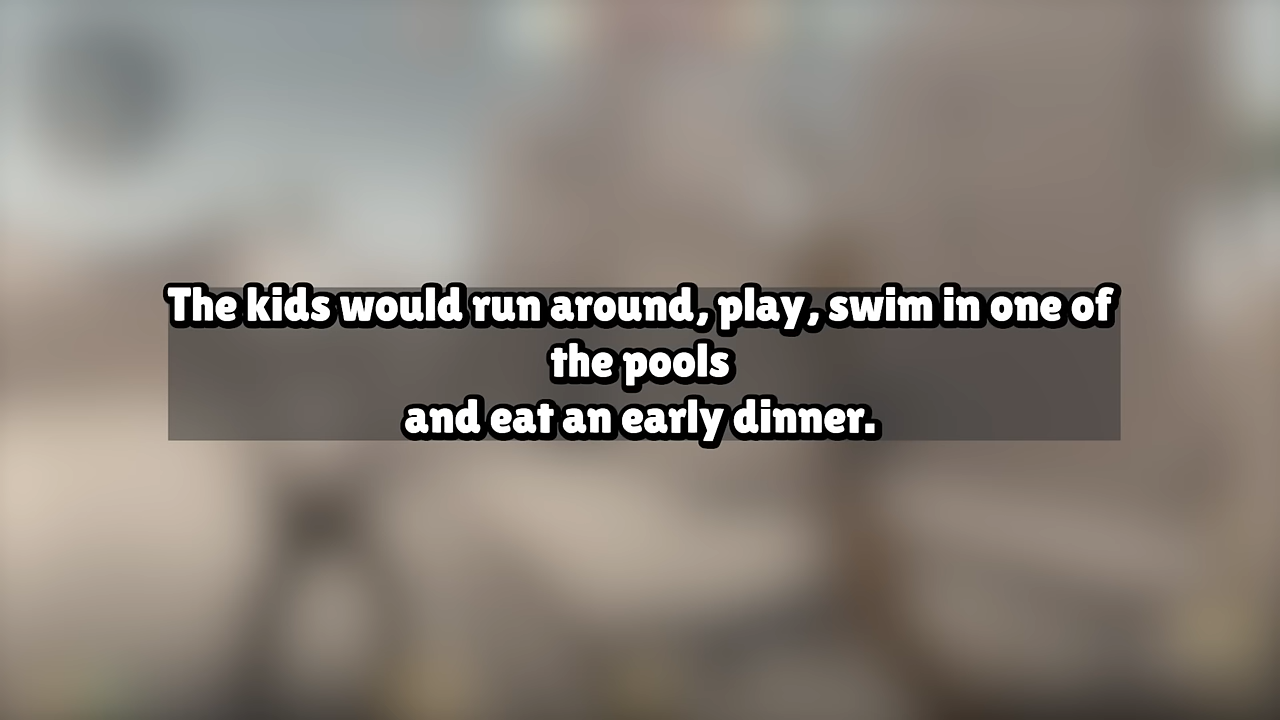 The kids would run around, play, swim in one of
the pools
and eat an early dinner.